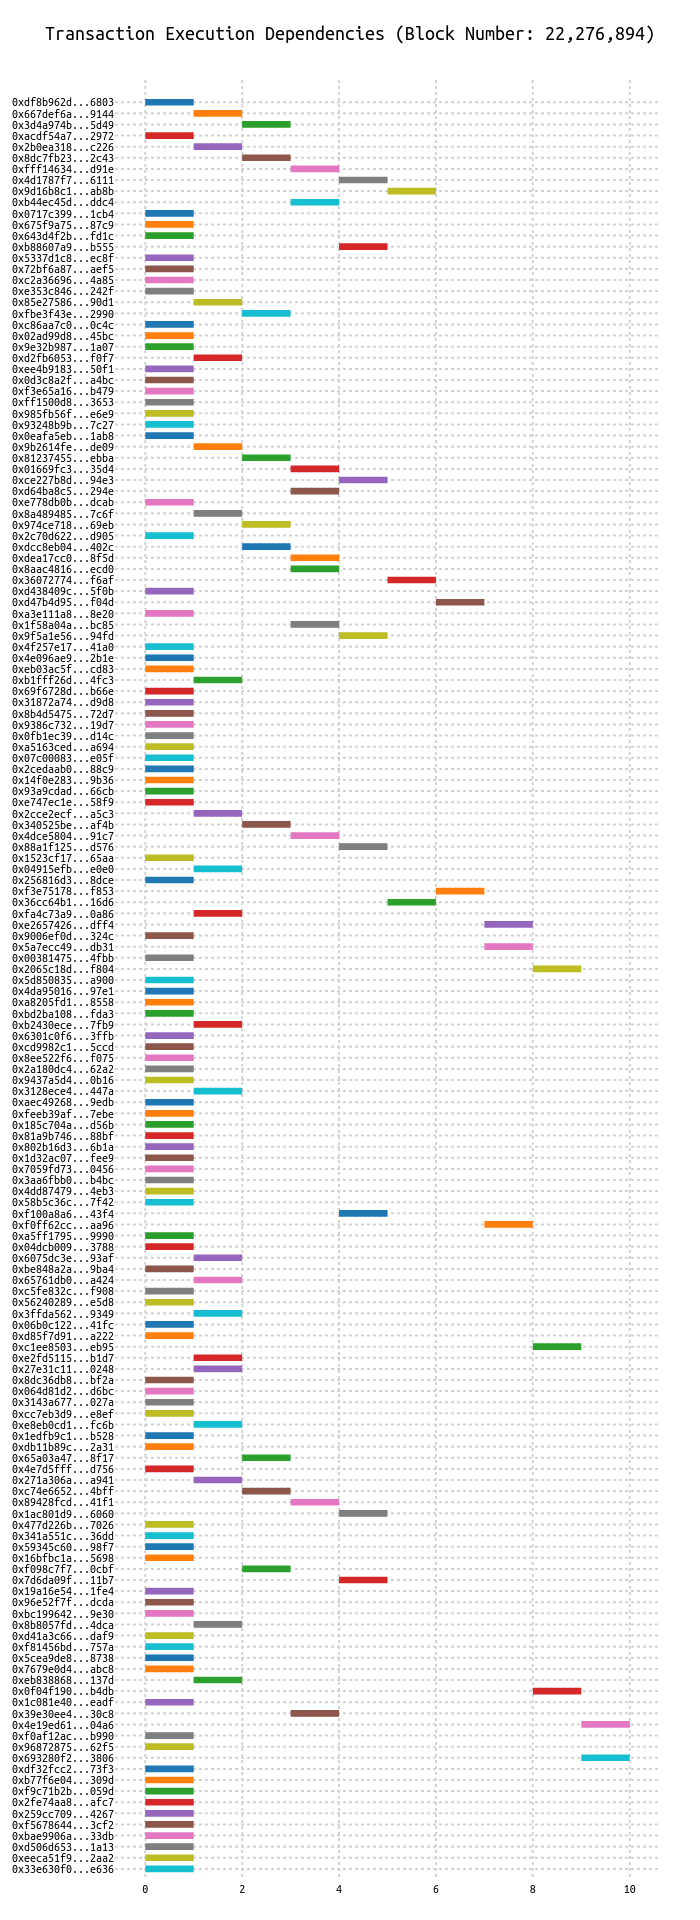 Transaction Execution Dependencies (Block Number: 22,276,894)
0xdf8b962d...6803
0x667def6a...9144
0x3d4a974b...5d49
0xacdf54a7...2972
0x2b0ea318...c226
0x8dc7fb23...2c43
0xfff14634...d91e
0x4d1787f7...6111
0x9d16b8c1...ab8b
0xb44ec45d...ddc4
0x0717c399...1cb4
0x675f9a75...87c9
0x643d4f2b...fd1c
0xb88607a9...b555
0x5337d1c8...ec8f
0x72bf6a87...aef5
0xc2a36696...4a85
0xe353c846...242f
0x85e27586...90d1
0xfbe3f43e...2990
0xc86aa7c0...0c4c
0x02ad99d8...45bc
0x9e32b987...1a07
0xd2fb6053...f0f7
0xee4b9183...50f1
0x0d3c8a2f...a4bc
0xf3e65a16...b479
0xff1500d8...3653
0x985fb56f...e6e9
0x93248b9b...7c27
0x0eafa5eb...1ab8
0x9b2614fe...de09
0x81237455...ebba
0x01669fc3...35d4
0xce227b8d...94e3
0xd64ba8c5...294e
0xe778db0b...dcab
0x8a489485...7c6f
0x974ce718...69eb
0x2c70d622...d905
0xdcc8eb04...402c
0xdea17cc0...8f5d
0x8aac4816...ecd0
0x36072774...f6af
0xd438409c...5f0b
0xd47b4d95...f04d
0xa3e111a8...8e20
0x1f58a04a...bc85
0x9f5a1e56...94fd
0x4f257e17...41a0
0x4e096ae9...2b1e
0xeb03ac5f...cd83
0xb1fff26d...4fc3
0x69f6728d...b66e
0x31872a74...d9d8
0x8b4d5475...72d7
0x9386c732...19d7
0x0fb1ec39...d14c
0xa5163ced...a694
0x07c00083...e05f
0x2cedaab0...88c9
0x14f0e283...9b36
0x93a9cdad...66cb
0xe747ec1e...58f9
0x2cce2ecf...a5c3
0x340525be...af4b
0x4dce5804...91c7
0x88a1f125...d576
0x1523cf17...65aa
0x04915efb...e0e0
0x256816d3...8dce
0xf3e75178...f853
0x36cc64b1...16d6
0xfa4c73a9...0a86
0xe2657426...dff4
0x9006ef0d...324c
0x5a7ecc49...db31
0x00381475...4fbb
0x2065c18d...f804
0x5d850835...a900
0x4da95016...97e1
0xa8205fd1...8558
0xbd2ba108...fda3
0xb2430ece...7fb9
0x6301c0f6...3ffb
0xcd9982c1...5ccd
0x8ee522f6...f075
0x2a180dc4...62a2
0x9437a5d4...0b16
0x3128ece4...447a
0xaec49268...9edb
0xfeeb39af...7ebe
0x185c704a...d56b
0x81a9b746...88bf
0x802b16d3...6b1a
0x1d32ac07...fee9
0x7059fd73...0456
0x3aa6fbb0...b4bc
0x4dd87479...4eb3
0x58b5c36c...7f42
0xf100a8a6...43f4
0xf0ff62cc...aa96
0xa5ff1795...9990
0x04dcb009...3788
0x6075dc3e...93af
0xbe848a2a...9ba4
0x65761db0...a424
0xc5fe832c...f908
0x56240289...e5d8
0x3ffda562...9349
0x06b0c122...41fc
0xd85f7d91...a222
0xc1ee8503...eb95
0xe2fd5115...b1d7
0x27e31c11...0248
0x8dc36db8...bf2a
0x064d81d2...d6bc
0x3143a677...027a
0xcc7eb3d9...e8ef
0xe8eb0cd1...fc6b
0x1edfb9c1...b528
0xdb11b89c...2a31
0x65a03a47...8f17
0x4e7d5fff...d756
0x271a306a...a941
0xc74e6652...4bff
0x89428fcd...41f1
0x1ac801d9...6060
0x477d226b...7026
0x341a551c...36dd
0x59345c60...98f7
0x16bfbc1a...5698
0xf098c7f7...0cbf
0x7d6da09f...11b7
0x19a16e54...1fe4
0x96e52f7f...dcda
0xbc199642...9e30
0x8b8057fd...4dca
0xd41a3c66...daf9
0xf81456bd...757a
0x5cea9de8...8738
0x7679e0d4...abc8
0xeb838868...137d
0x0f04f190...b4db
0x1c081e40...eadf
0x39e30ee4...30c8
0x4e19ed61...04a6
0xf0af12ac...b990
0x96872875...62f5
0x693280f2...3806
0xdf32fcc2...73f3
0xb77f6e04...309d
0xf9c71b2b...059d
0x2fe74aa8...afc7
0x259cc709...4267
0xf5678644...3cf2
0xbae9906a...33db
0xd506d653...1a13
0xeeca51f9...2aa2
0x33e630f0...e636
0 2 4 6 8 10